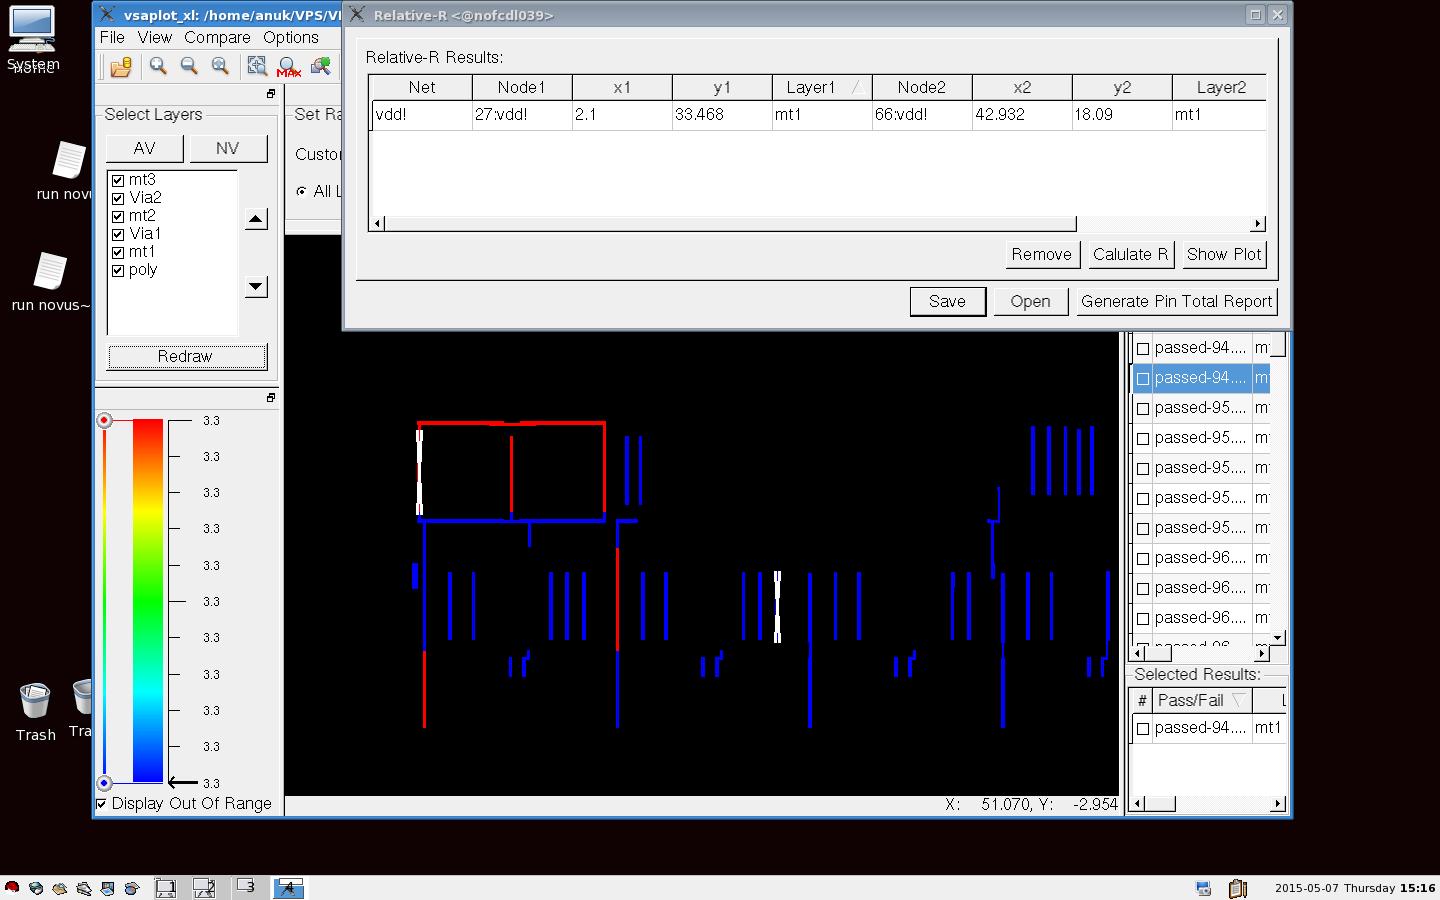 System
Home
run novu
run novus~
Trash
Tra
vsaplot_xl: /home/anuk/VPS/VI
File View Compare Options
MAX
Select Layers
AV NV
mt3
Via2
mt2
Via1
mt1
poly
Redraw
3.3
3.3
3.3
3.3
3.3
3.3
3.3
3.3
3.3
3.3
3.3
Display Out Of Range
Set Ra
Custo
All L
Relative-R <@nofcdl039>
Relative-R Results:
Net Node1 x1 y1 Layer1 Node2 x2 y2 Layer2
vdd! 27:vdd! 2.1 33.468 mt1 66:vdd! 42.932 18.09 mt1
Remove Calulate R Show Plot
Save Open Generate Pin Total Report
passed-94.... m
passed-94.... m
passed-95.... m
passed-95.... m
passed-95.... m
passed-95.... m
passed-95.... m
passed-96.... m
passed-96.... m
passed-96.... m
Selected Results:
# Pass/Fail L
passed-94.... mt1
X: 51.070, Y: -2.954
1 2 3 4
2015-05-07 Thursday 15:16